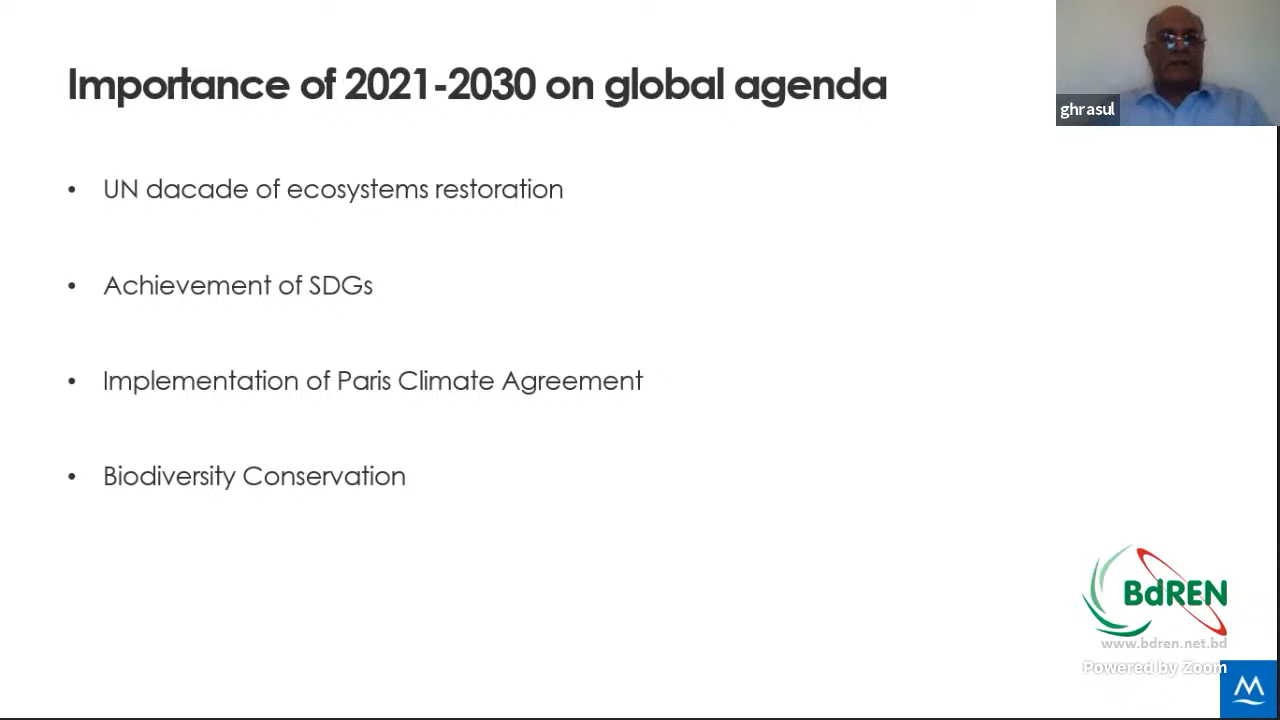 Importance of 2021-2030 on global agenda
ghrasul
• UN dacade of ecosystems restoration
• Achievement of SDGs
• Implementation of Paris Climate Agreement
• Biodiversity Conservation
BdREN
www.bdren.net.bd
Powered by Zoom